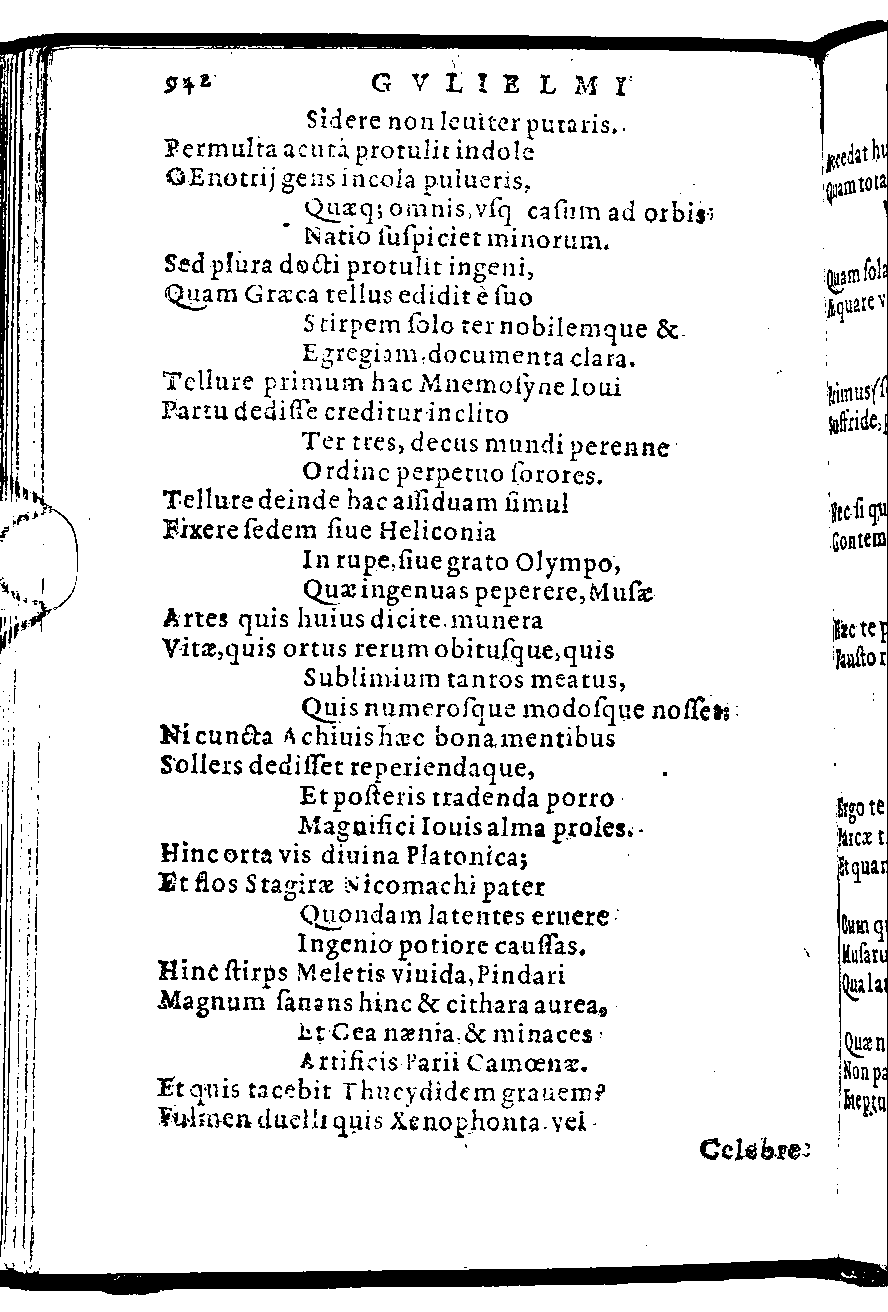 942 GVLIELMI
Sidere non leuiter putaris.
Permulta acuta protulit indole
OEnotrij gens incola pulueris,
Quæq; omnis, vſq casum ad orbis
Natio ſuſpiciet minorum.
Sed plura docti protulit ingeni,
Quam Græca tellus edidit è ſuo
Stirpem ſolo ter nobilemque &
Egregiam, documenta clara.
Tellure primum hac Mnemoſyne Ioui
Partu dediſſe creditur inclito
Ter tres, decus mundi perenne
Ordine perpetuo ſorores.
Tellure deinde hac aſſiduam ſimul
Fixere ſedem ſiue Heliconia
In rupe, ſiue grato Olympo,
Quæ ingenuas peperere, Muſæ
Artes quis huius dicite munera
Vitæ, quis ortus rerum obituſque, quis
Sublimium tantos meatus,
Quis numeroſque modoſque noſſet:
Ni cuncta Achiuis hæc bona mentibus
Sollers dediſſet reperiendaque,
Et poſteris tradenda porro
Magnifici Iouis alma proles.
Hinc orta vis diuina Platonica;
Et flos Stagiræ Nicomachi pater
Quondam latentes eruere
Ingenio potiore cauſſas.
Hinc ſtirps Meletis viuida, Pindari
Magnum ſanans hinc & cithara aurea,
Et Cea nænia, & minaces
Artificis Parii Camœnæ.
Et quis tacebit Thucydidem grauem?
Fulmen duelli quis Xenophonta vel
Celebre
ccedat hu
Quam tota
Quam ſola
Aquare v
Primus (ſ
Suſſride, p
Nec ſi qu
Contem
Hæc te p
Fauſto r
Ergo te
Parcæ t
Et quan
Cum q
Muſaru
Qua lat
Quæ n
Non pa